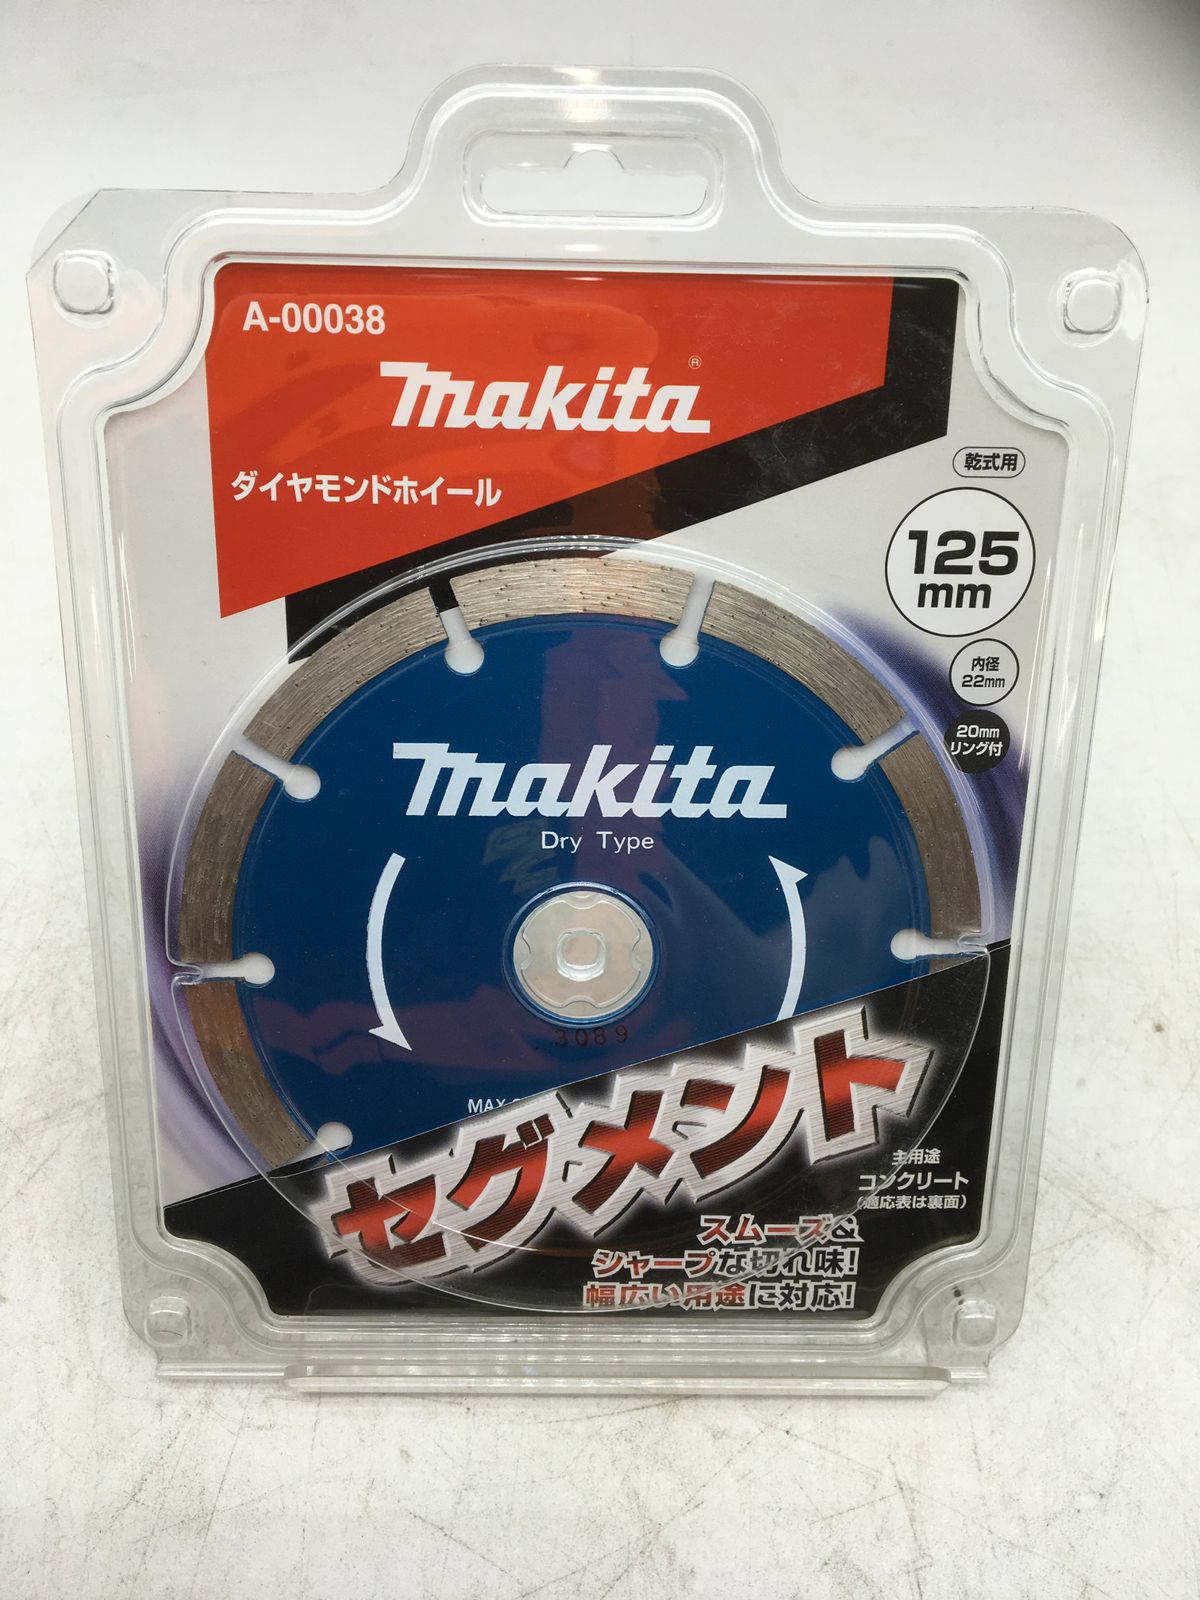 A-00038
makita®
ダイヤモンドホイール
乾式用
125
mm
内径
22mm
20mm
リング付
makita
Dry Type
3089
MAX
セグメント
主用途
コンクリート
(適応表は裏面)
スムーズ&
シャープな切れ味!
幅広い用途に対応!